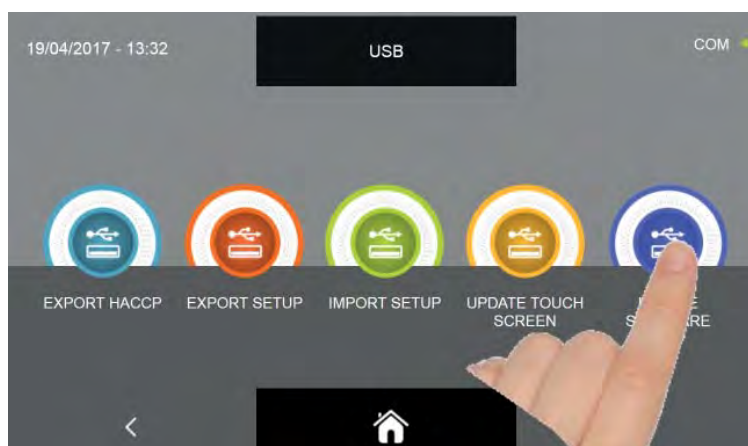 19/04/2017 - 13:32
USB
COM
EXPORT HACCP
EXPORT SETUP
IMPORT SETUP
UPDATE TOUCH
SCREEN